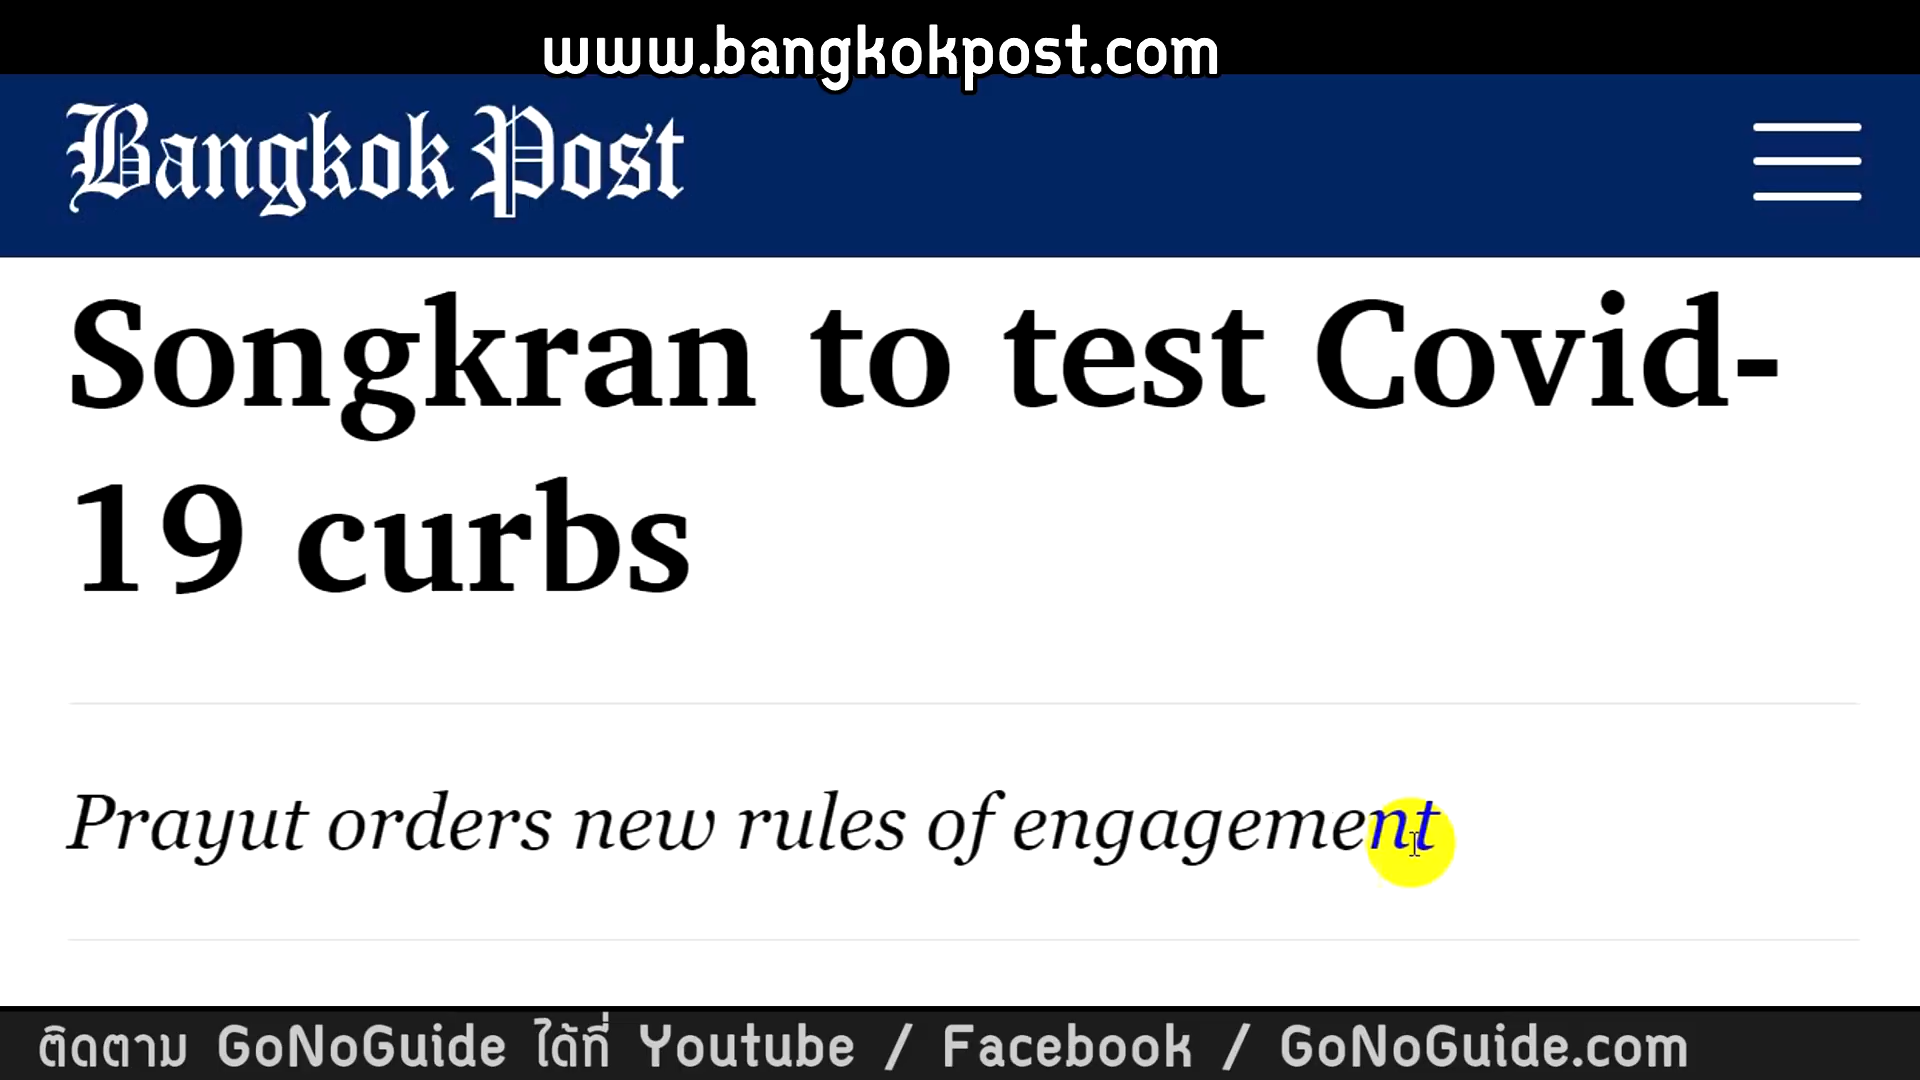 www.bangkokpost.com
Bangkok Post
Songkran to test Covid-
19 curbs
Prayut orders new rules of engagement
ติดตาม GoNoGuide ได้ที่ Youtube / Facebook / GoNoGuide.com